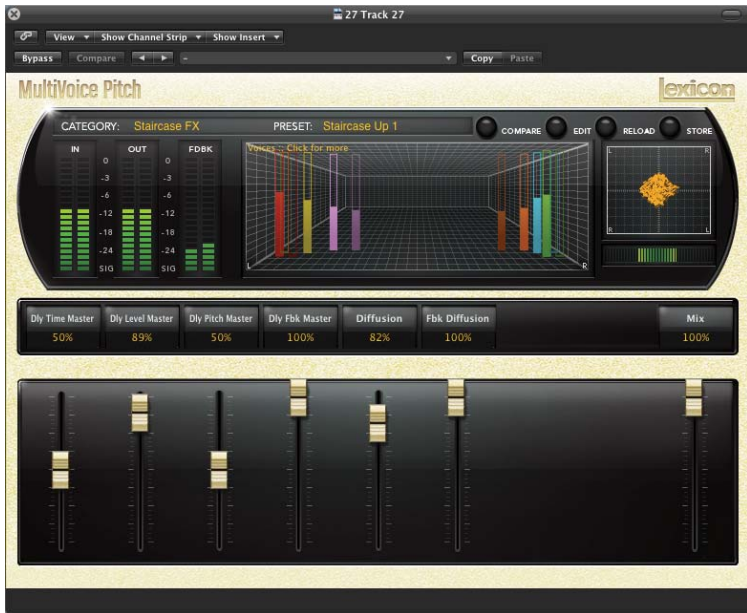 27 Track 27
View Show Channel Strip Show Insert
Bypass Compare - Copy Paste
MultiVoice Pitch
lexicon
CATEGORY: Staircase FX PRESET: Staircase Up 1 COMPARE EDIT RELOAD STORE
IN OUT FDBK
Voices :: Click for more
0 0
-3 -3
-6 -6
-12 -12
-18 -18
-24 -24
SIG SIG
L R
L R
R L
Dly Time Master Dly Level Master Dly Pitch Master Dly Fbk Master Diffusion Fbk Diffusion Mix
50% 89% 50% 100% 82% 100% 100%